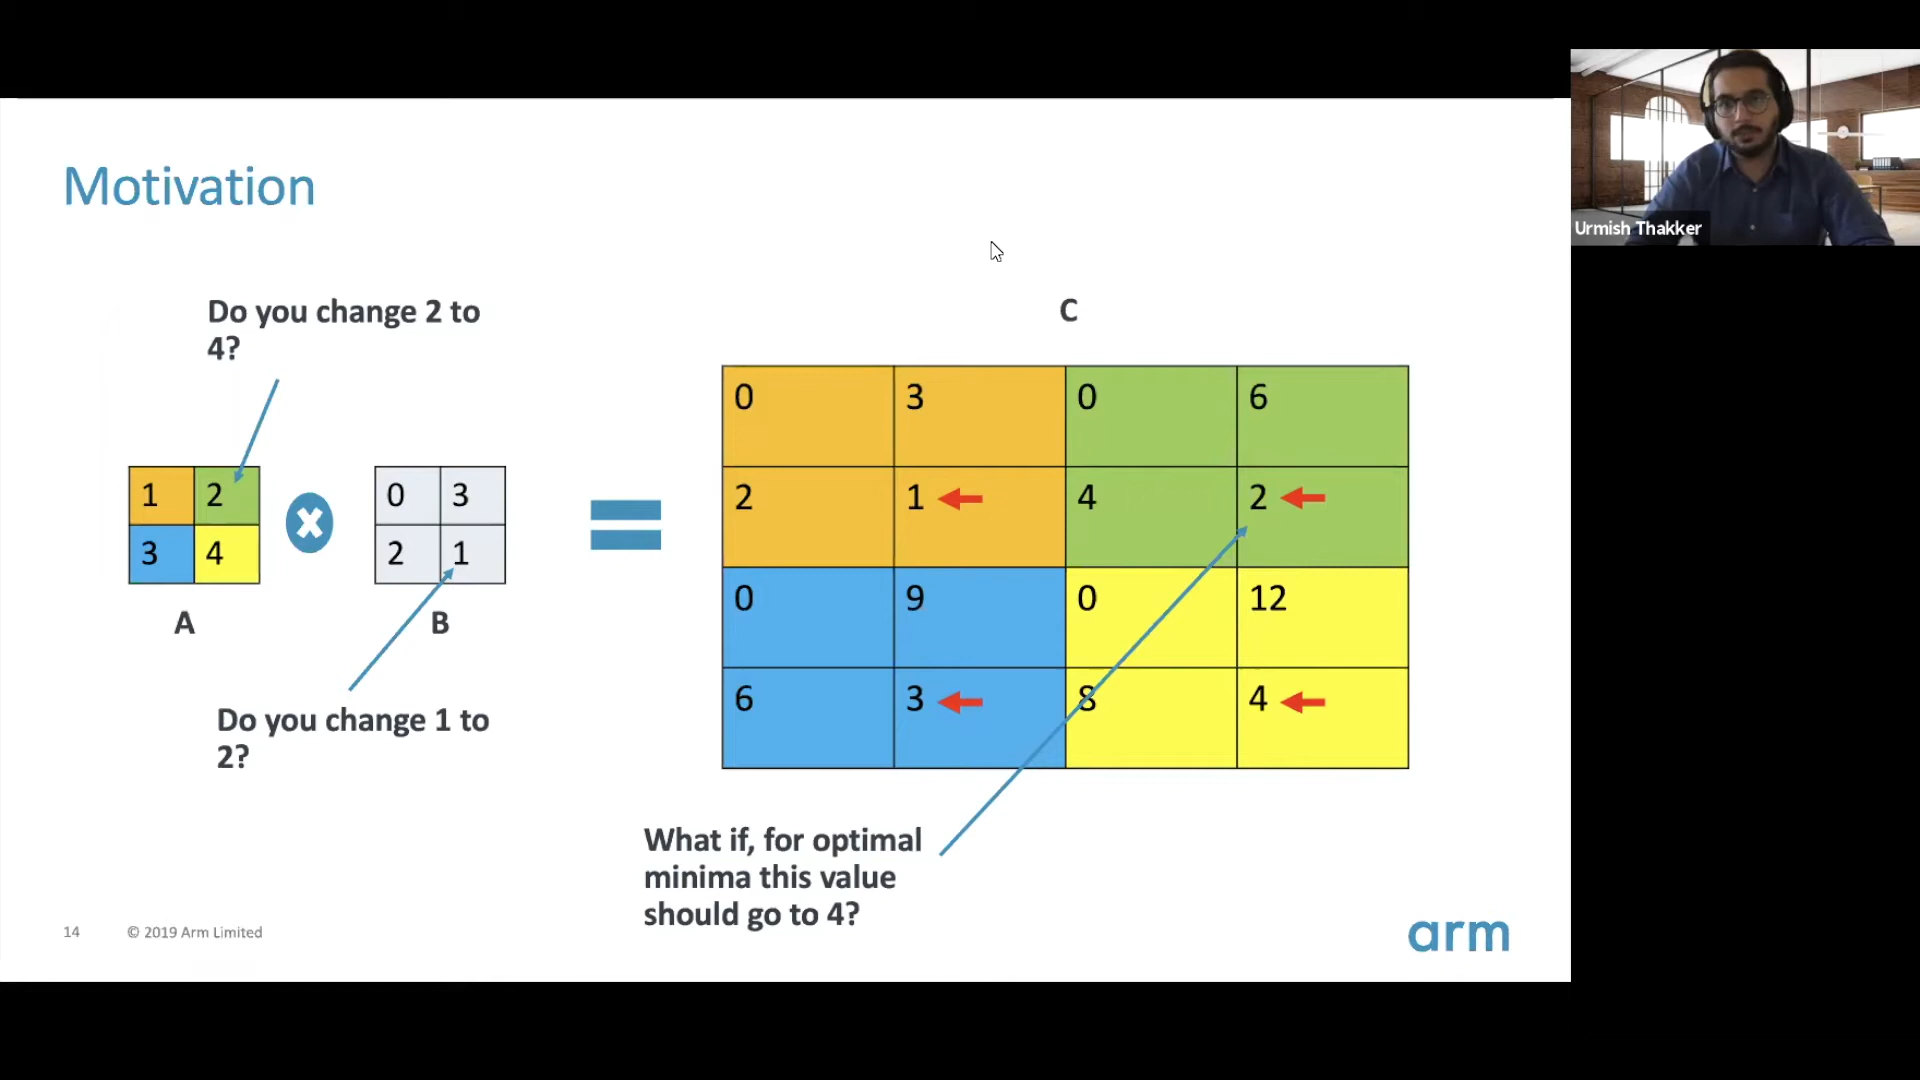 Motivation
Urmish Thakker
Do you change 2 to
4?
C
1 2
3 4
A
0 3
2 1
B
Do you change 1 to
2?
0 3 0 6
2 1 4 2
0 9 0 12
6 3 8 4
What if, for optimal
minima this value
should go to 4?
14 © 2019 Arm Limited
arm